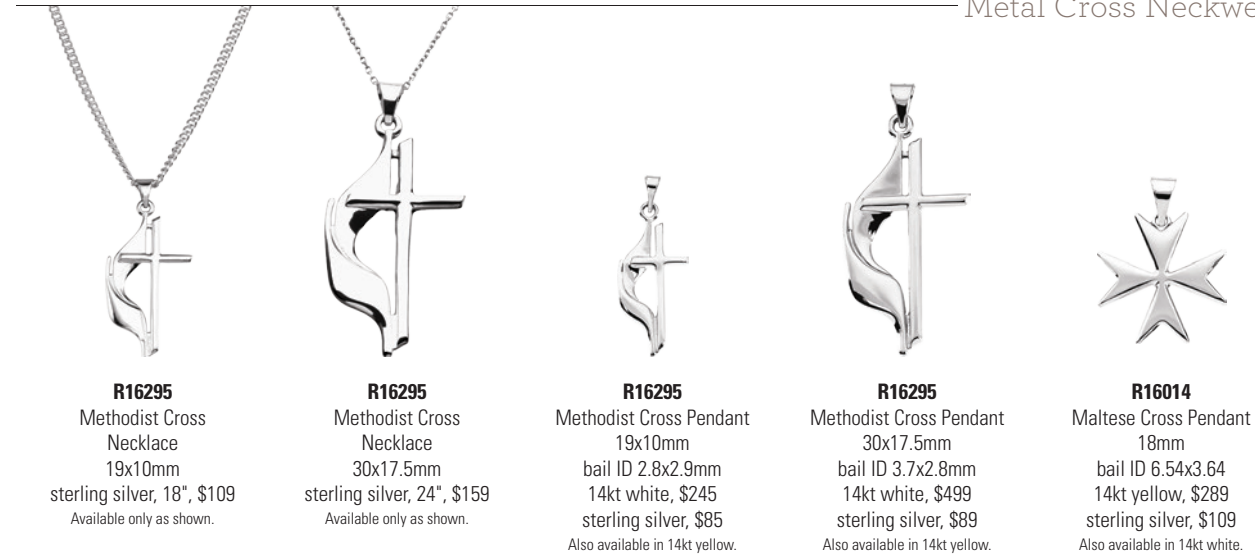 Metal Cross Neckwe
R16295
Methodist Cross
Necklace
19x10mm
sterling silver, 18", $109
Available only as shown.
R16295
Methodist Cross
Necklace
30x17.5mm
sterling silver, 24", $159
Available only as shown.
R16295
Methodist Cross Pendant
19x10mm
bail ID 2.8x2.9mm
14kt white, $245
sterling silver, $85
Also available in 14kt yellow.
R16295
Methodist Cross Pendant
30x17.5mm
bail ID 3.7x2.8mm
14kt white, $499
sterling silver, $89
Also available in 14kt yellow.
R16014
Maltese Cross Pendant
18mm
bail ID 6.54x3.64
14kt yellow, $289
sterling silver, $109
Also available in 14kt white.